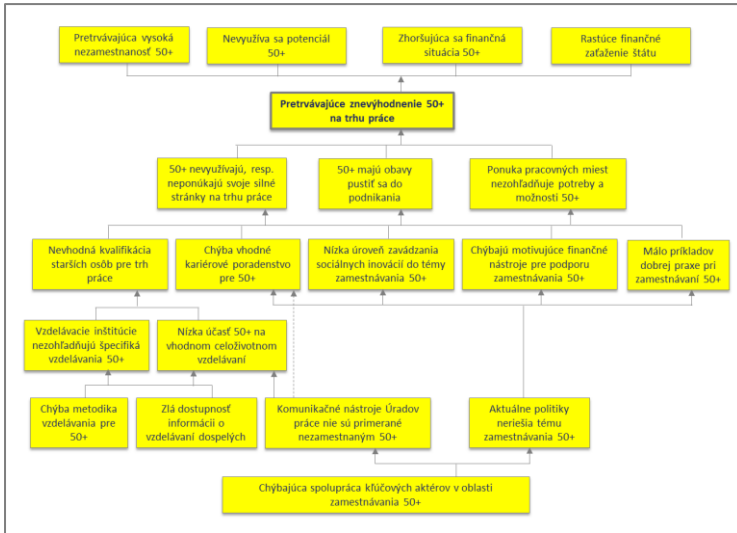 Pretrvávajúca vysoká
nezamestnanosť 50+
Nevyužíva sa potenciál
50+
Zhoršujúca sa finančná
situácia 50+
Rastúce finančné
zaťaženie štátu
Pretrvávajúce znevýhodnenie 50+
na trhu práce
50+ nevyužívajú, resp.
neponúkajú svoje silné
stránky na trhu práce
50+ majú obavy
pustiť sa do
podnikania
Ponuka pracovných miest
nezohľadňuje potreby a
možnosti 50+
Nevhodná kvalifikácia
starších osôb pre trh
práce
Chýba vhodné
kariérové poradenstvo
pre 50+
Nízka úroveň zavádzania
sociálnych inovácií do témy
zamestnávania 50+
Chýbajú motivujúce finančné
nástroje pre podporu
zamestnávania 50+
Málo príkladov
dobrej praxe pri
zamestnávaní 50+
Vzdelávacie inštitúcie
nezohľadňujú špecifiká
vzdelávania 50+
Nízka účasť 50+ na
vhodnom celoživotnom
vzdelávaní
Chýba metodika
vzdelávania pre
50+
Zlá dostupnosť
informácii o
vzdelávaní dospelých
Komunikačné nástroje Úradov
práce nie sú primerané
nezamestnaným 50+
Aktuálne politiky
neriešia tému
zamestnávania 50+
Chýbajúca spolupráca kľúčových aktérov v oblasti
zamestnávania 50+